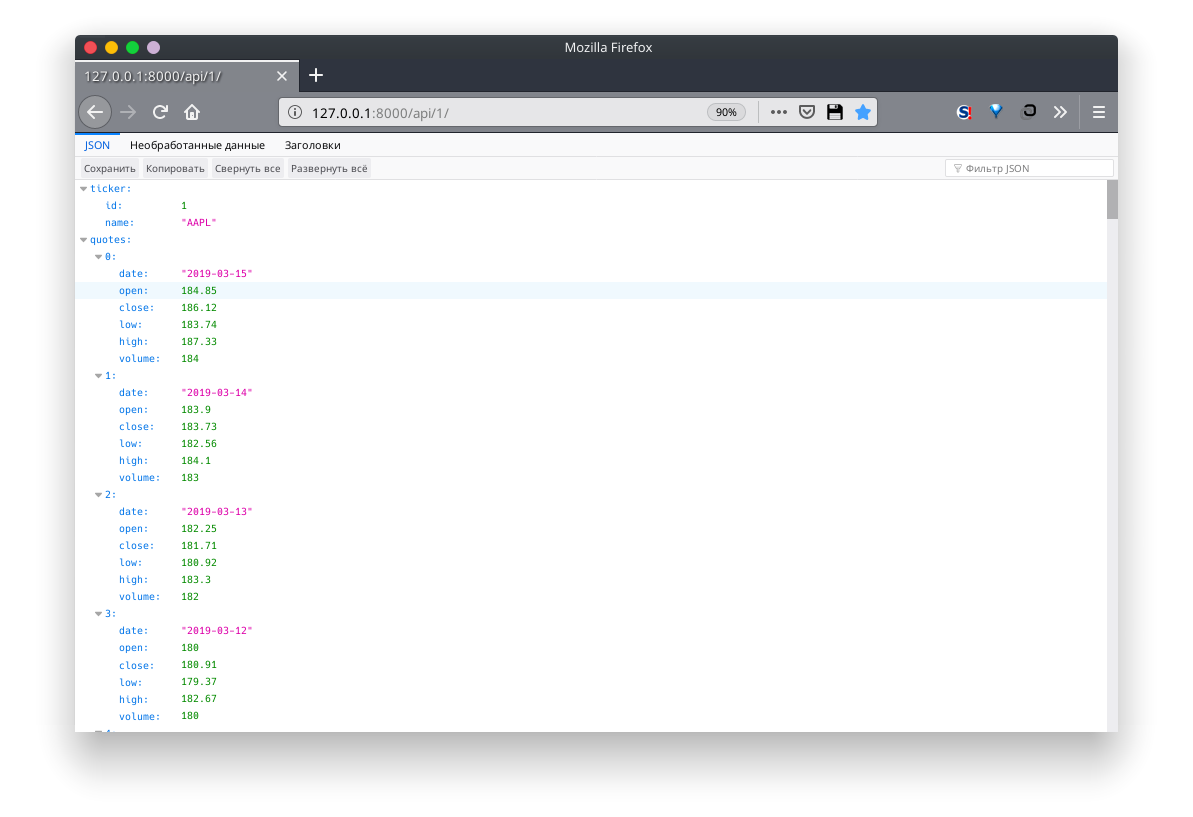 Mozilla Firefox
127.0.0.1:8000/api/1/
127.0.0.1:8000/api/1/ 90%
JSON Необработанные данные Заголовки
Сохранить Копировать Свернуть все Развернуть всё Фильтр JSON
ticker:
id: 1
name: "AAPL"
quotes:
0:
date: "2019-03-15"
open: 184.85
close: 186.12
low: 183.74
high: 187.33
volume: 184
1:
date: "2019-03-14"
open: 183.9
close: 183.73
low: 182.56
high: 184.1
volume: 183
2:
date: "2019-03-13"
open: 182.25
close: 181.71
low: 180.92
high: 183.3
volume: 182
3:
date: "2019-03-12"
open: 180
close: 180.91
low: 179.37
high: 182.67
volume: 180